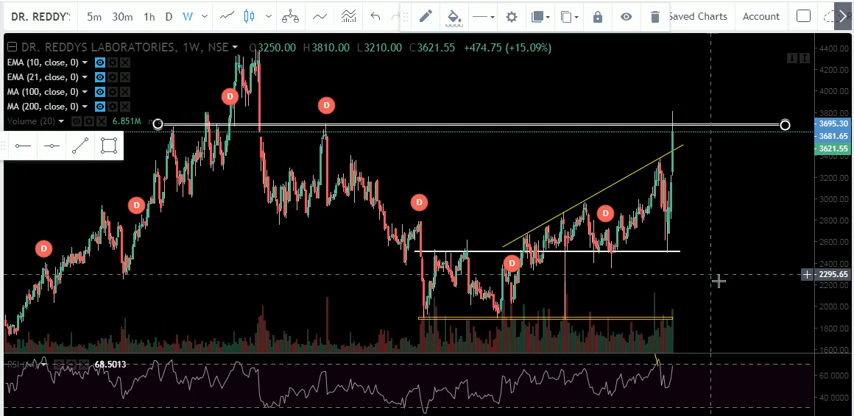 5m 30m 1h D W Saved Charts Account
DR. REDDYS LABORATORIES, 1W, NSE O3250.00 H3810.00 L3210.00 C3621.55 +474.75 (+15.09%)
EMA (10, close, 0)
EMA (21, close, 0)
MA (100, close, 0)
MA (200, close, 0)
Volume (20) 6.851M
D
D
D
D
D
D
D
4400.00
4200.00
4000.00
3800.00
3695.30
3681.65
3621.55
3400.00
3200.00
3000.00
2800.00
2600.00
2400.00
2295.65
2200.00
2000.00
1800.00
1600.00
68.5013
60.0000
40.0000